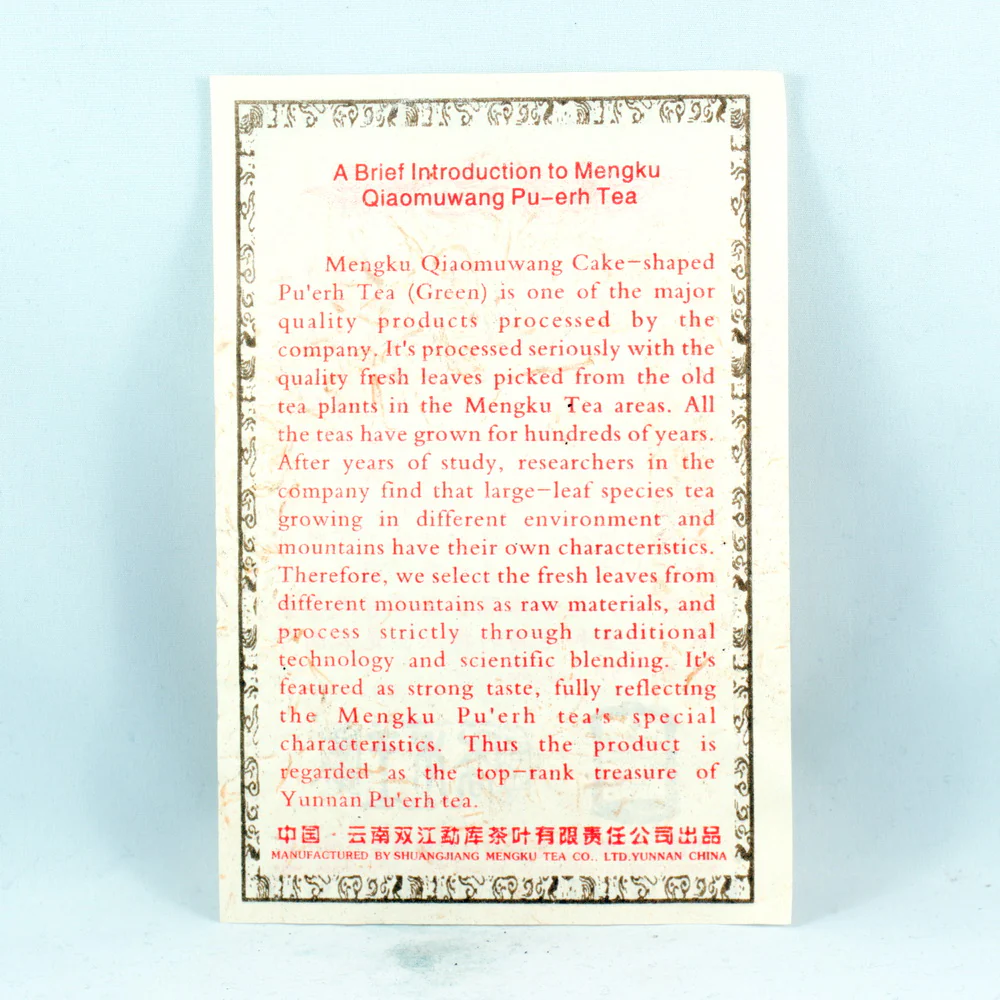 A Brief Introduction to Mengku
Qiaomuwang Pu-erh Tea
Mengku Qiaomuwang Cake-shaped
Pu'erh Tea (Green) is one of the major
quality products processed by the
company. It's processed seriously with the
quality fresh leaves picked from the old
tea plants in the Mengku Tea areas. All
the teas have grown for hundreds of years.
After years of study, researchers in the
company find that large-leaf species tea
growing in different environment and
mountains have their own characteristics.
Therefore, we select the fresh leaves from
different mountains as raw materials, and
process strictly through traditional
technology and scientific blending. It's
featured as strong taste, fully reflecting
the Mengku Pu'erh tea's special
characteristics. Thus the product is
regarded as the top-rank treasure of
Yunnan Pu'erh tea.
中国·云南双江勐库茶叶有限责任公司出品
MANUFACTURED BY SHUANGJIANG MENGKU TEA CO.. LTD.YUNNAN CHINA